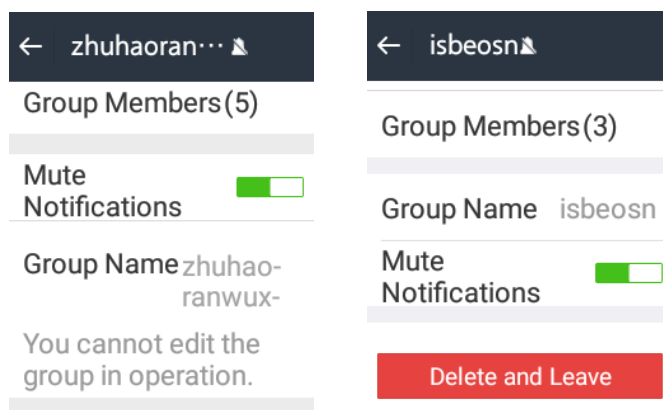 zhuhaoran···
Group Members(5)
Mute
Notifications
Group Name zhuhao-
ranwux-
You cannot edit the
group in operation.
isbeosn
Group Members(3)
Group Name isbeosn
Mute
Notifications
Delete and Leave